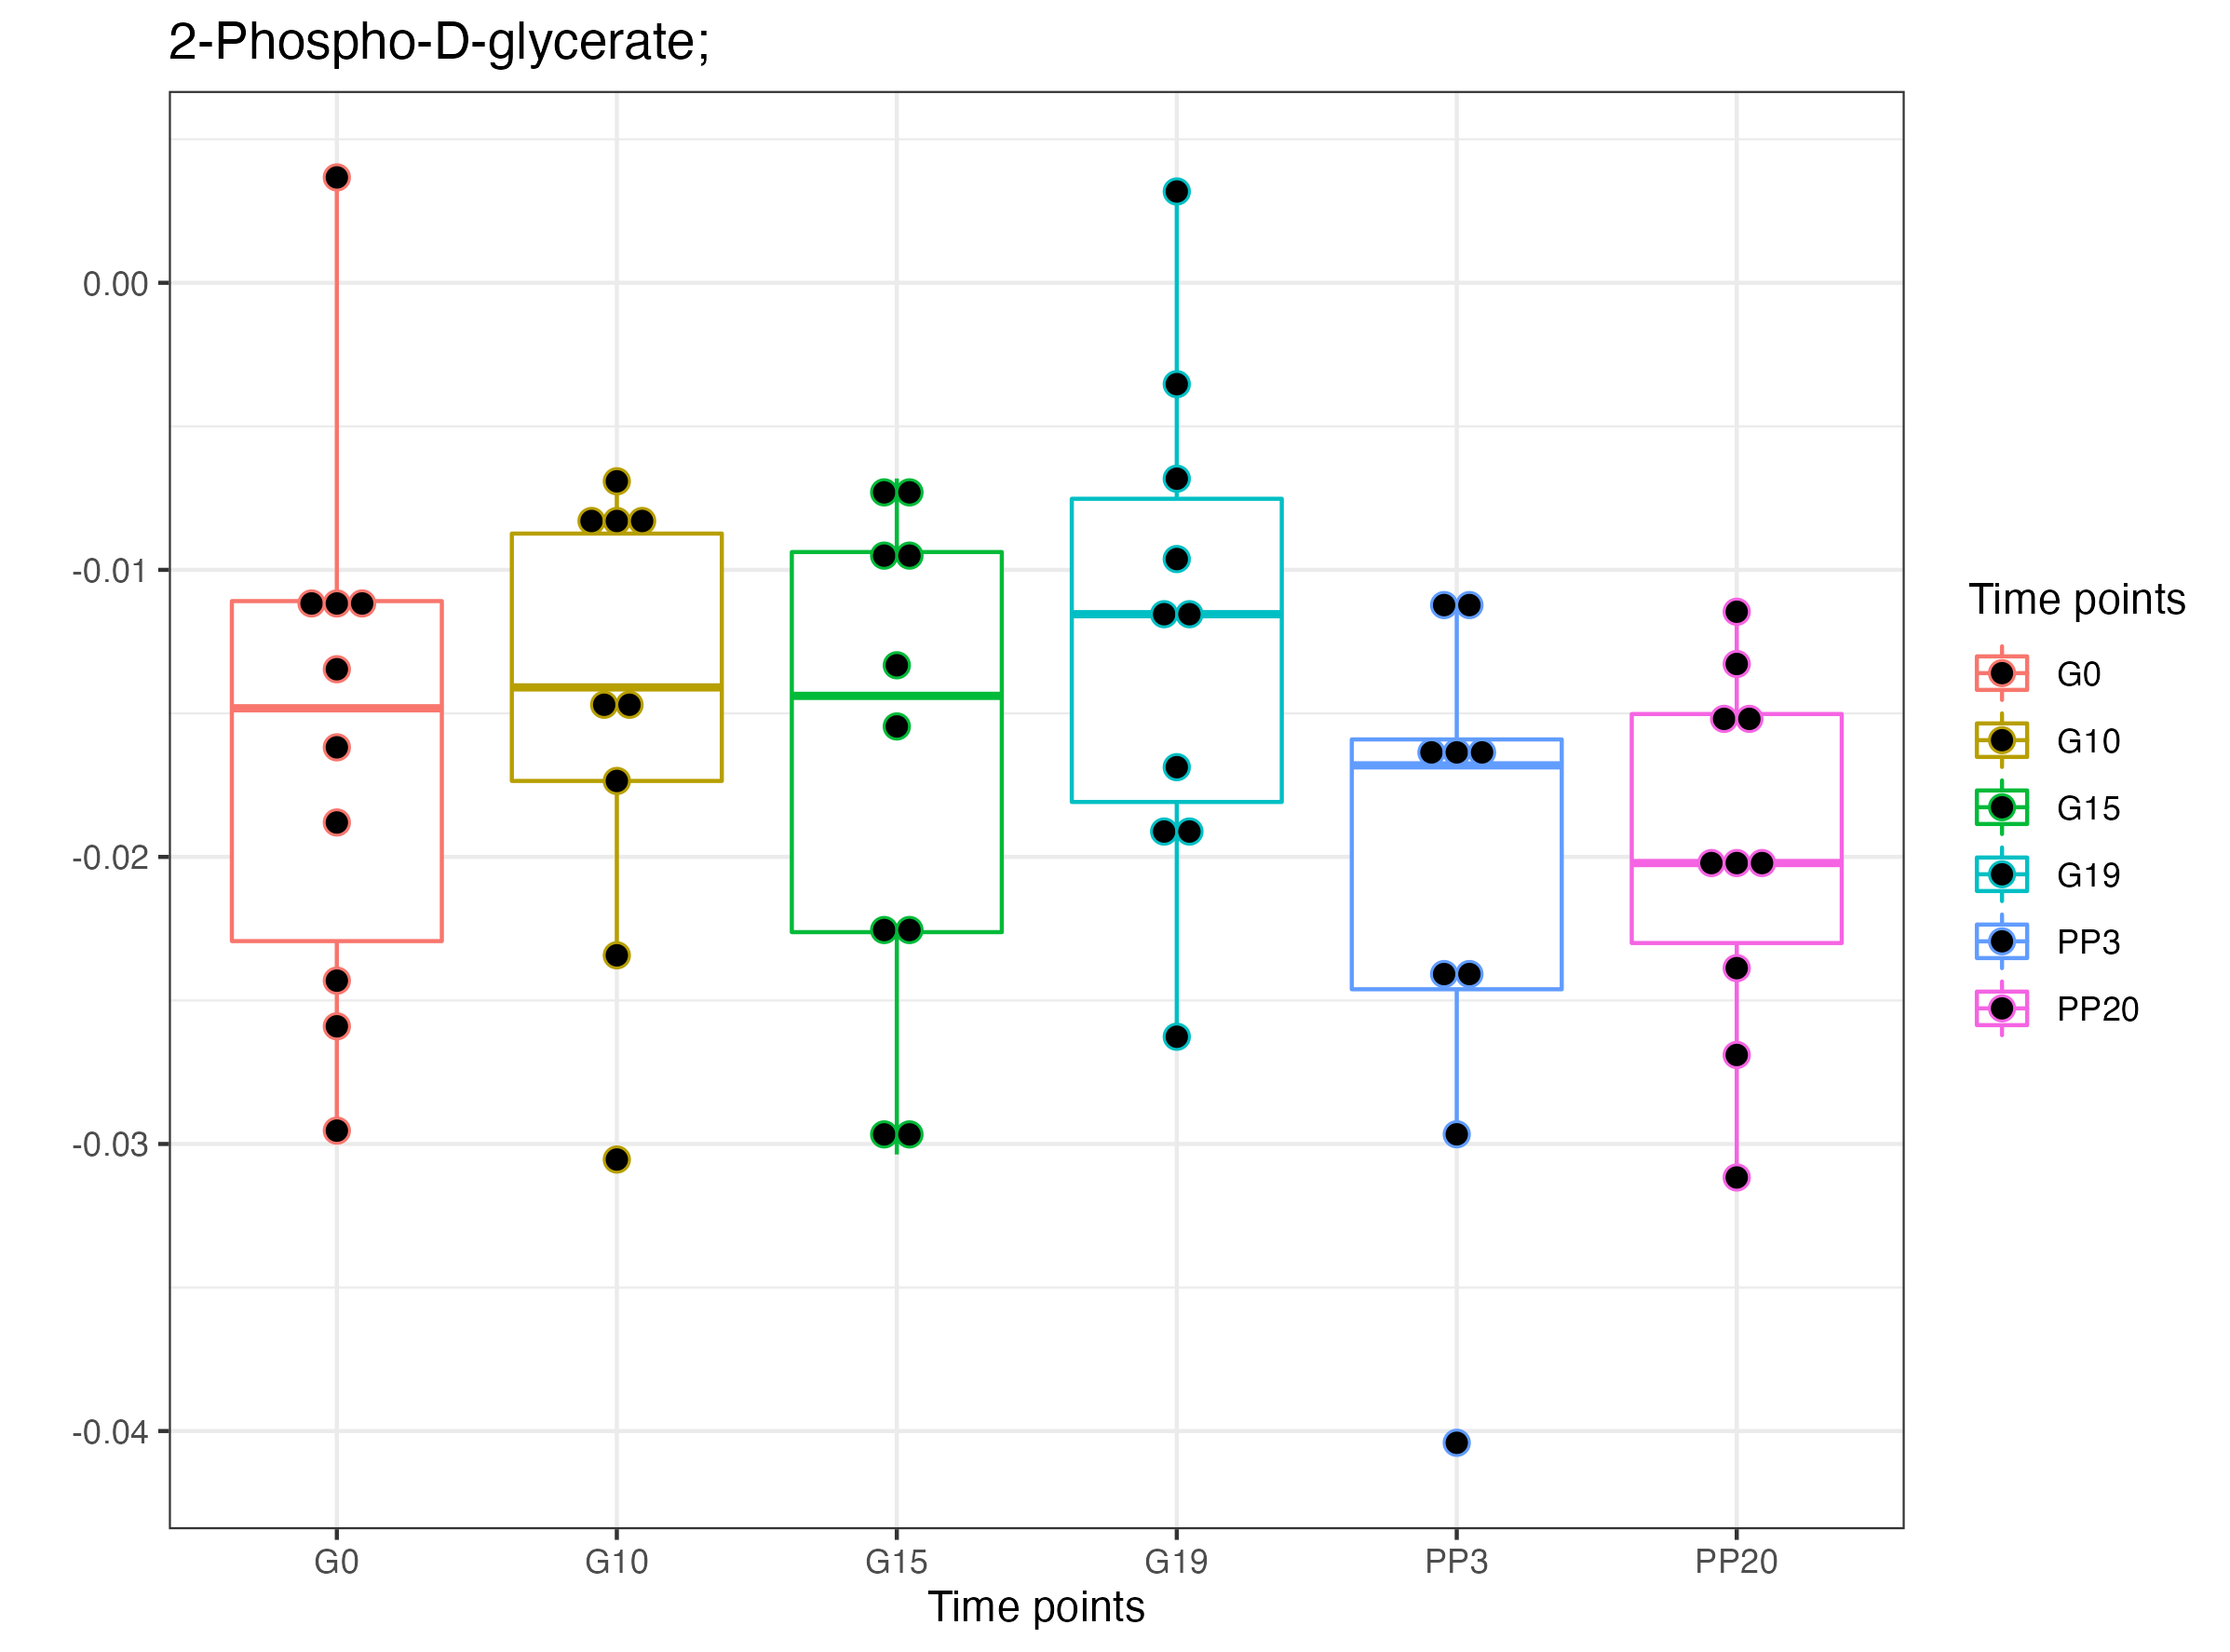 2-Phospho-D-glycerate;
0.00
-0.01
-0.02
-0.03
-0.04
G0 G10 G15 G19 PP3 PP20
Time points
Time points
G0
G10
G15
G19
PP3
PP20